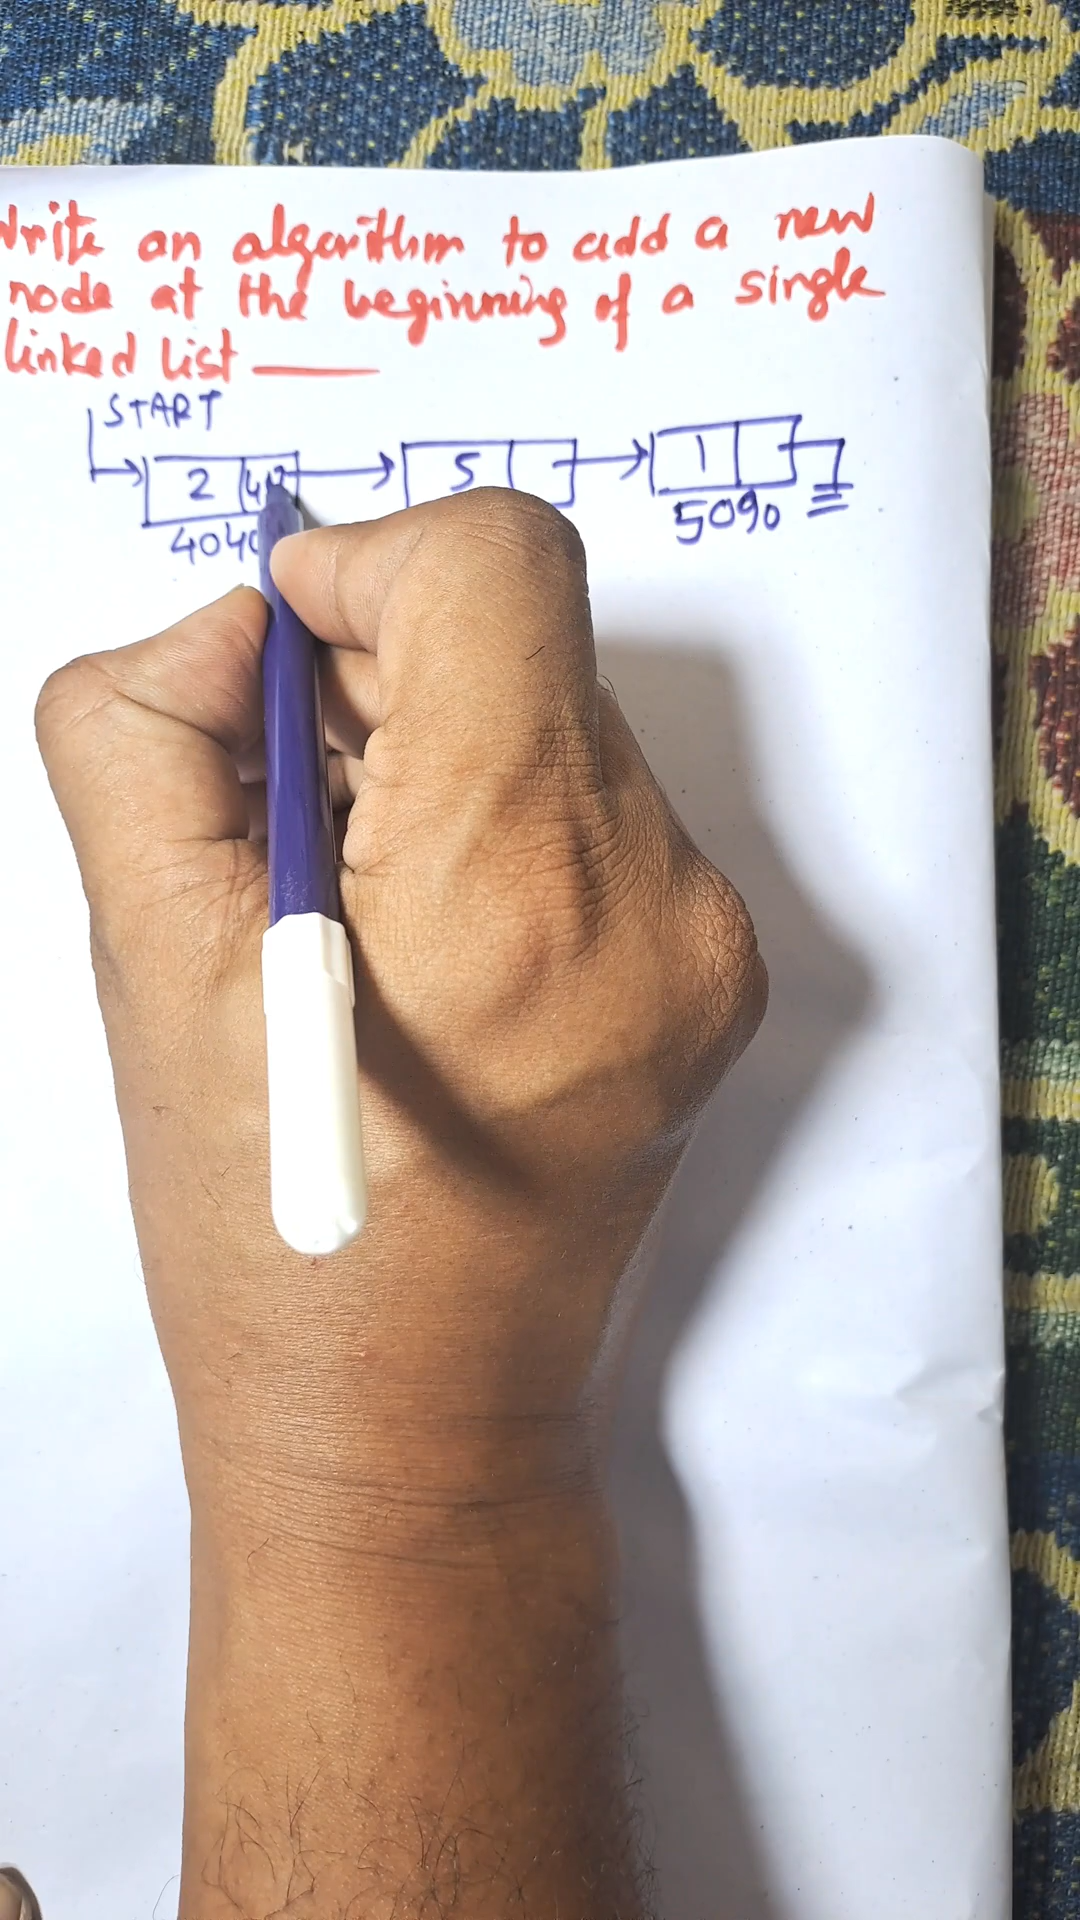 Write an algorithm to add a new
node at the beginning of a single
linked list
START
2 5 1
5090